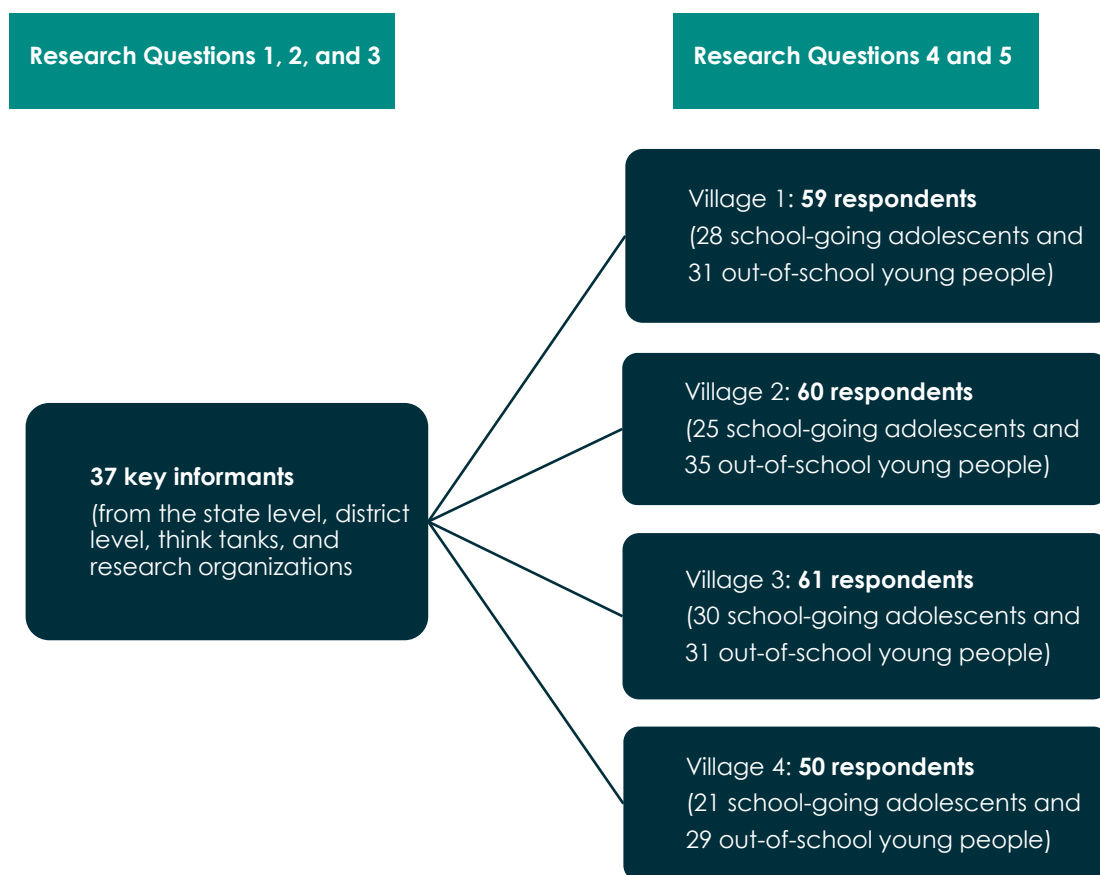 Research Questions 1, 2, and 3
Research Questions 4 and 5
37 key informants
(from the state level, district
level, think tanks, and
research organizations
Village 1: 59 respondents
(28 school-going adolescents and
31 out-of-school young people)
Village 2: 60 respondents
(25 school-going adolescents and
35 out-of-school young people)
Village 3: 61 respondents
(30 school-going adolescents and
31 out-of-school young people)
Village 4: 50 respondents
(21 school-going adolescents and
29 out-of-school young people)